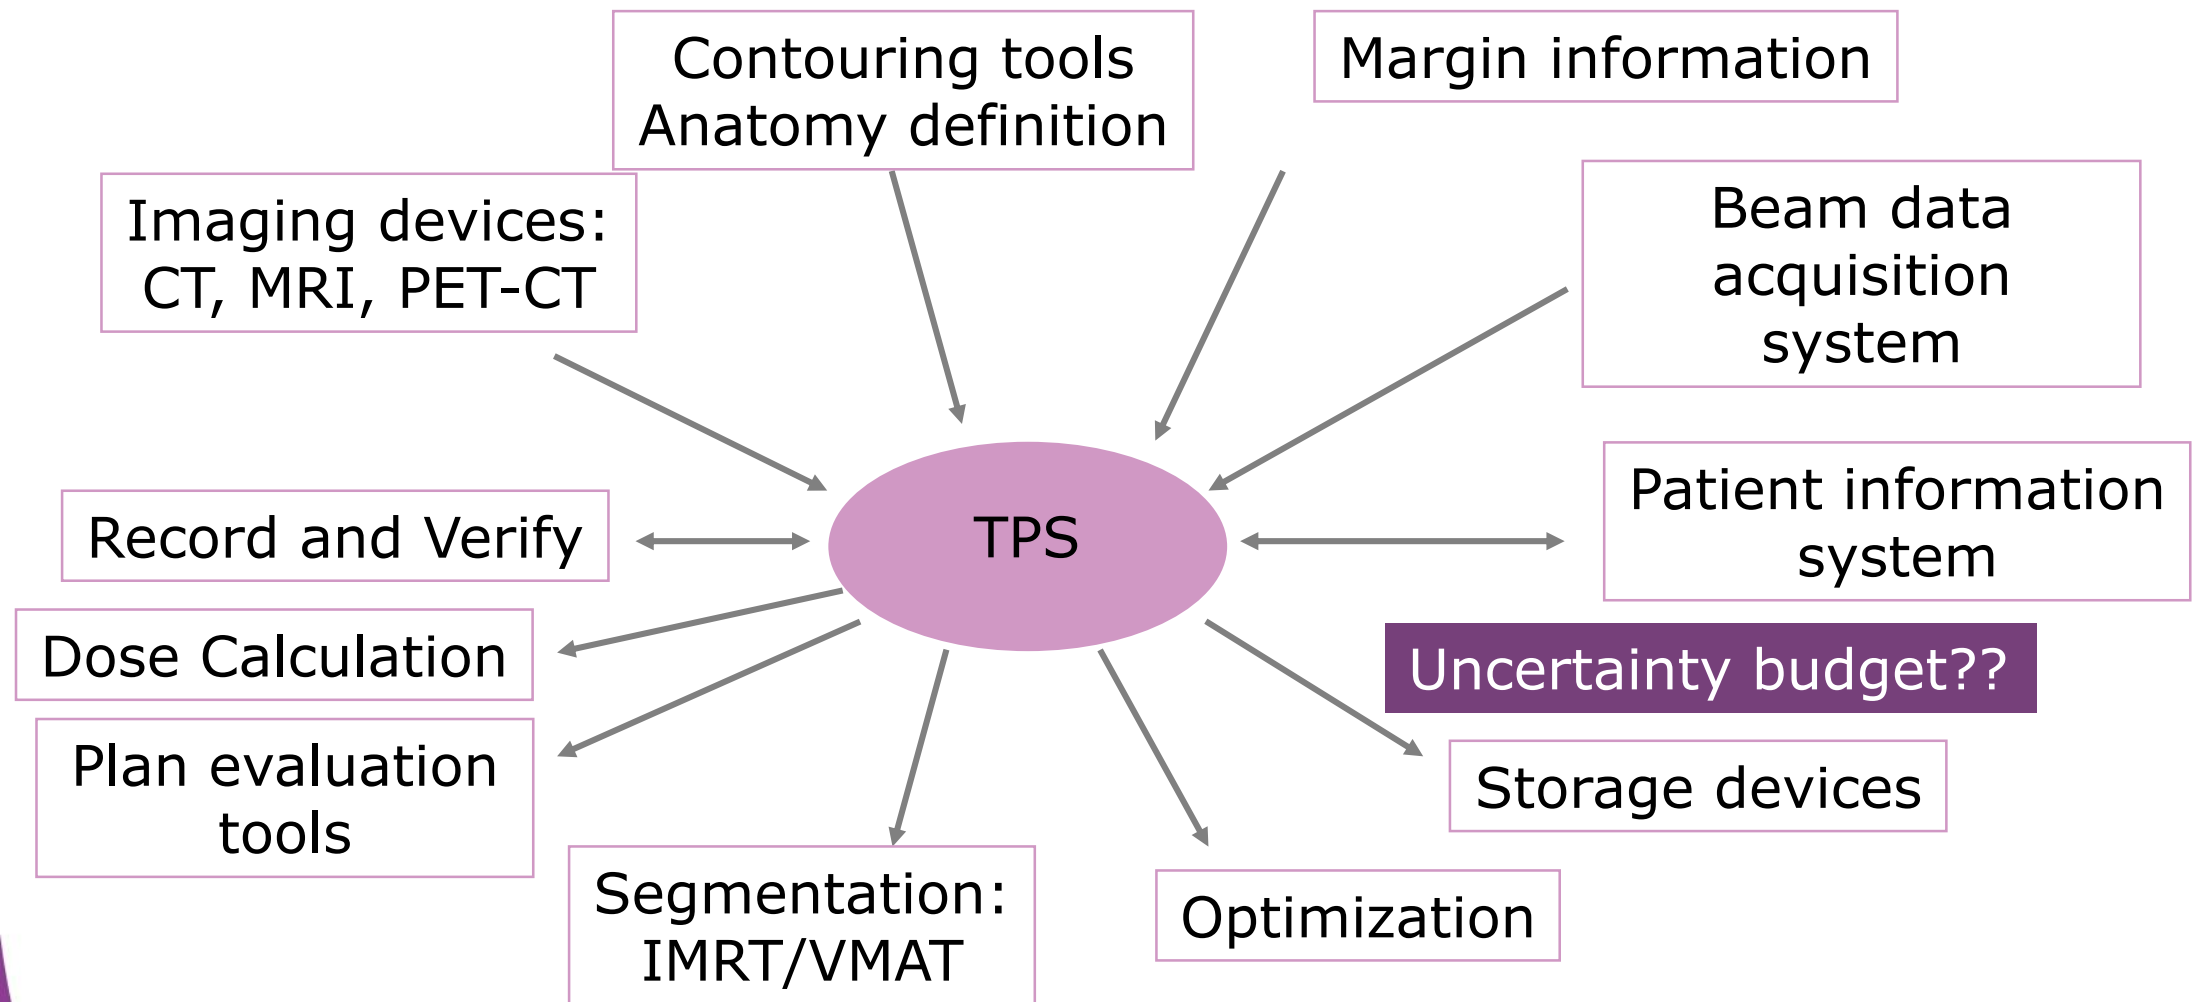 Contouring tools
Anatomy definition
Margin information
Imaging devices:
CT, MRI, PET-CT
Beam data
acquisition
system
Record and Verify
TPS
Patient information
system
Dose Calculation
Uncertainty budget??
Plan evaluation
tools
Storage devices
Segmentation:
IMRT/VMAT
Optimization